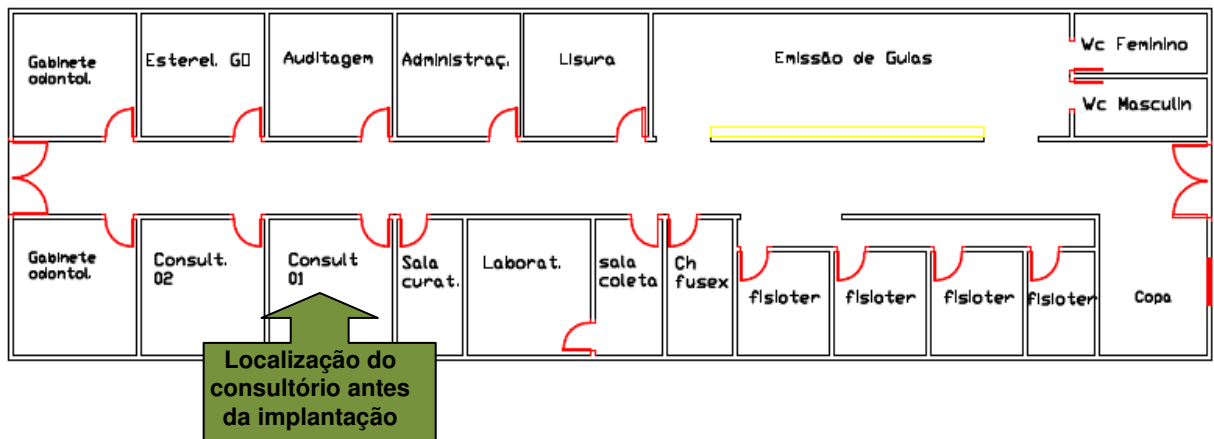 Gabinete
odontol.
Esterel. GO
Auditagem
Administraç.
Lisura
Emissão de Guias
Wc Feminino
Wc Masculin
Gabinete
odontol.
Consult.
02
Consult
01
Sala
curat.
Laborat.
sala
coleta
Ch
fusex
fisioter
fisioter
fisioter
fisioter
Copa
Localização do
consultório antes
da implantação